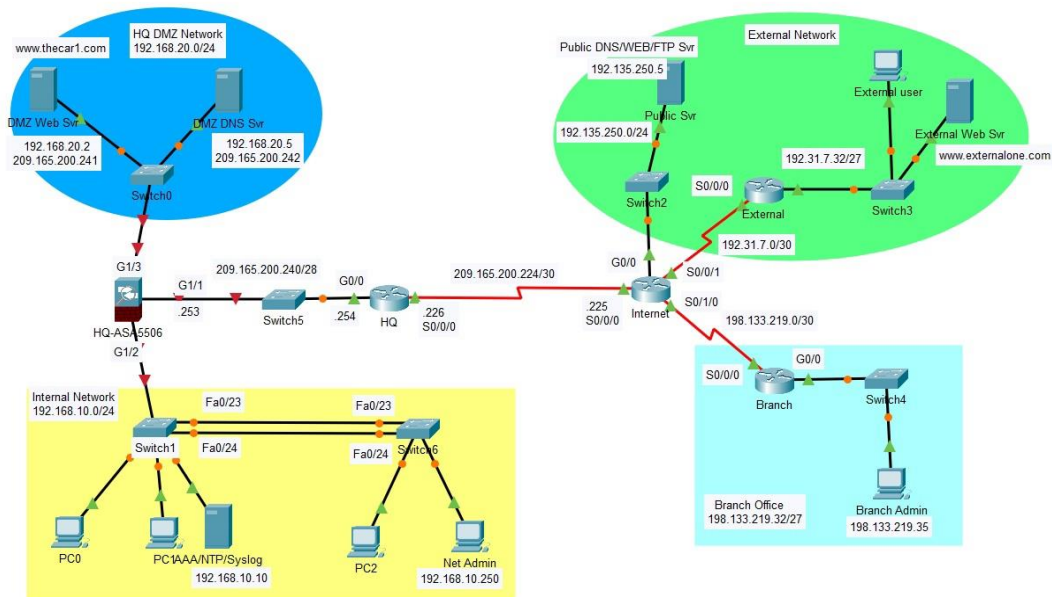 HQ DMZ Network
192.168.20.0/24
www.thecar1.com
DMZ Web Svr
DMZ DNS Svr
192.168.20.2
209.165.200.241
192.168.20.5
209.165.200.242
Switch0
G1/3
G1/1
.253
HQ-ASA5506
G1/2
209.165.200.240/28
Switch5
G0/0
.254
HQ
.226
S0/0/0
209.165.200.224/30
Public DNS/WEB/FTP Svr
192.135.250.5
External Network
Public Svr
192.135.250.0/24
Switch2
External user
External Web Svr
www.externalone.com
192.31.7.32/27
S0/0/0
External
Switch3
192.31.7.0/30
G0/0
S0/0/1
.225
S0/0/0
Internet
S0/1/0
198.133.219.0/30
S0/0/0
G0/0
Branch
Switch4
Branch Office
198.133.219.32/27
Branch Admin
198.133.219.35
Internal Network
192.168.10.0/24
Fa0/23
Fa0/23
Switch1
Fa0/24
Fa0/24
Switch6
PC0
PC1
AAA/NTP/Syslog
192.168.10.10
PC2
Net Admin
192.168.10.250